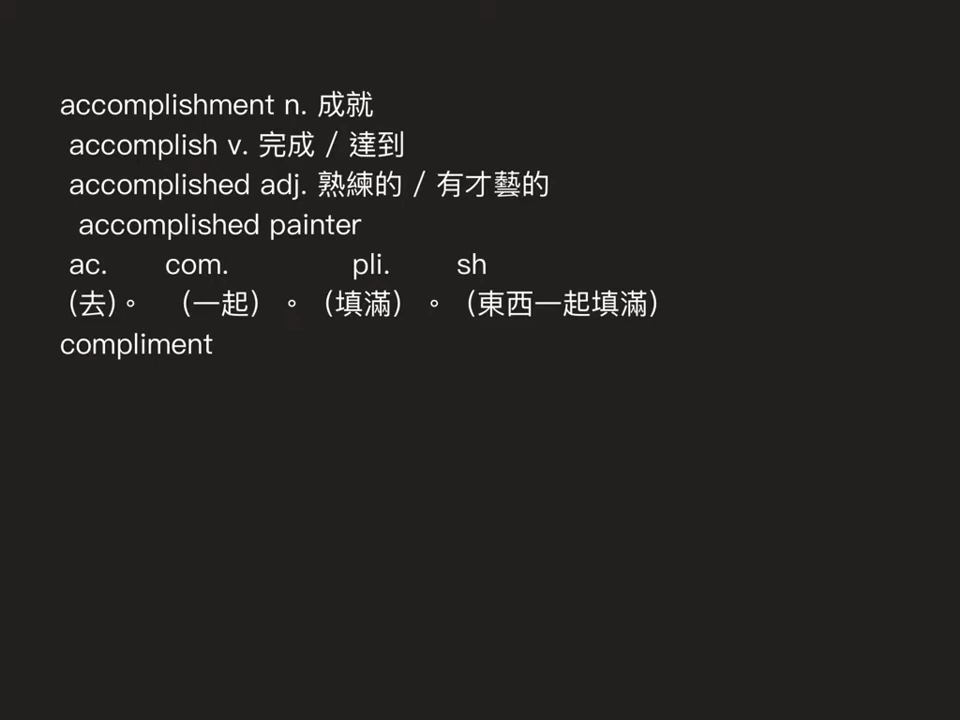 accomplishment n. 成就
accomplish v. 完成 / 達到
accomplished adj. 熟練的 / 有才藝的
accomplished painter
ac. com. pli. sh
（去）。 （一起）。（填滿）。（東西一起填滿）
compliment